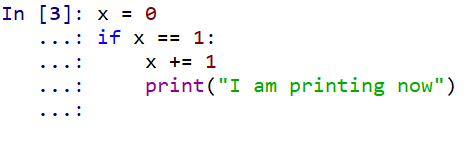 In [3]: x = 0
   ...: if x == 1:
   ...:     x += 1
   ...:     print("I am printing now")
   ...: